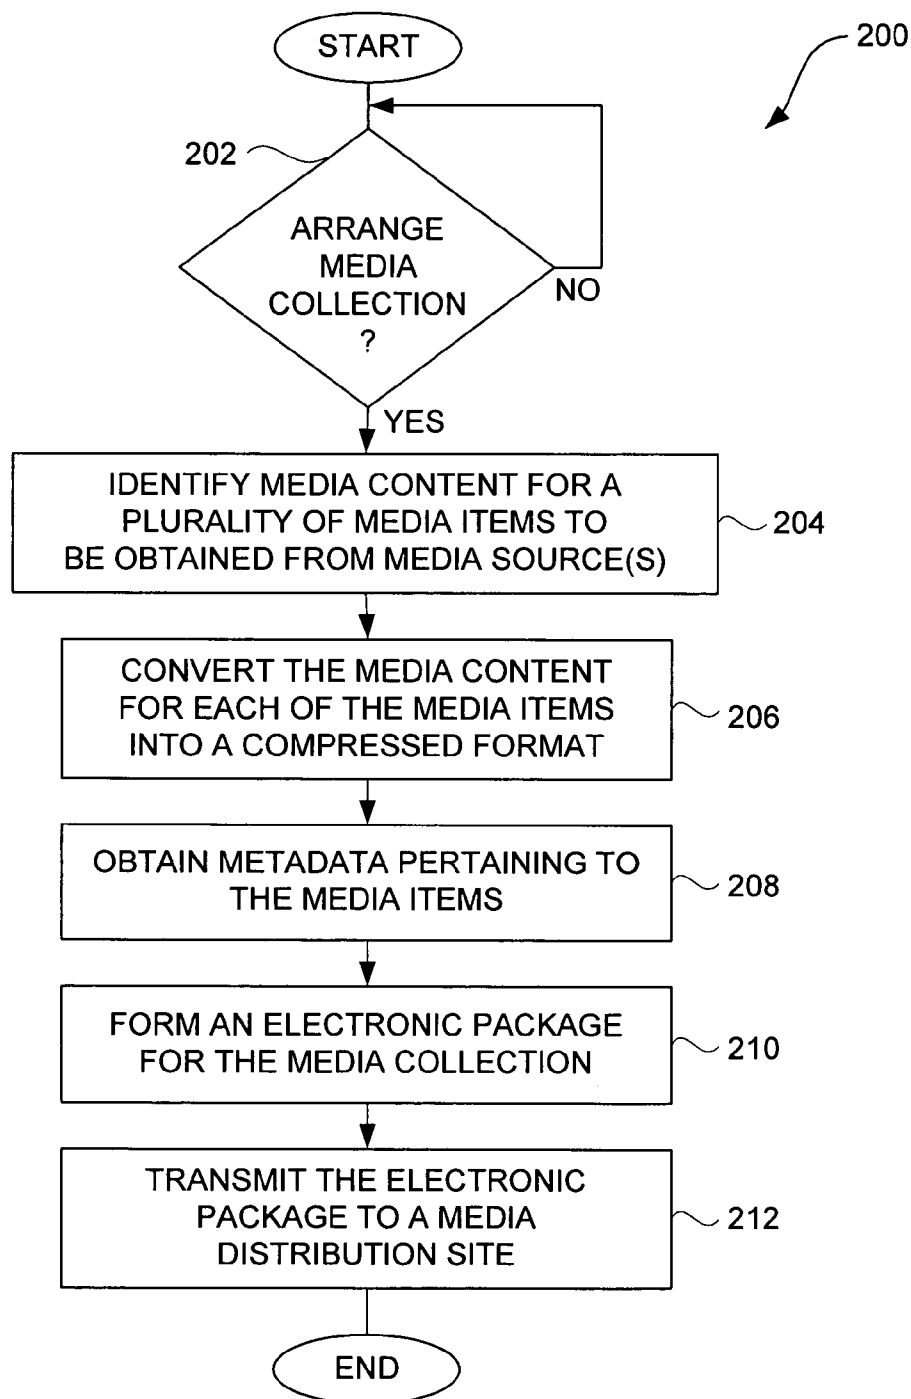 START
200
202
ARRANGE
MEDIA
COLLECTION
?
NO
YES
IDENTIFY MEDIA CONTENT FOR A
PLURALITY OF MEDIA ITEMS TO
BE OBTAINED FROM MEDIA SOURCE(S)
204
CONVERT THE MEDIA CONTENT
FOR EACH OF THE MEDIA ITEMS
INTO A COMPRESSED FORMAT
206
OBTAIN METADATA PERTAINING TO
THE MEDIA ITEMS
208
FORM AN ELECTRONIC PACKAGE
FOR THE MEDIA COLLECTION
210
TRANSMIT THE ELECTRONIC
PACKAGE TO A MEDIA
DISTRIBUTION SITE
212
END